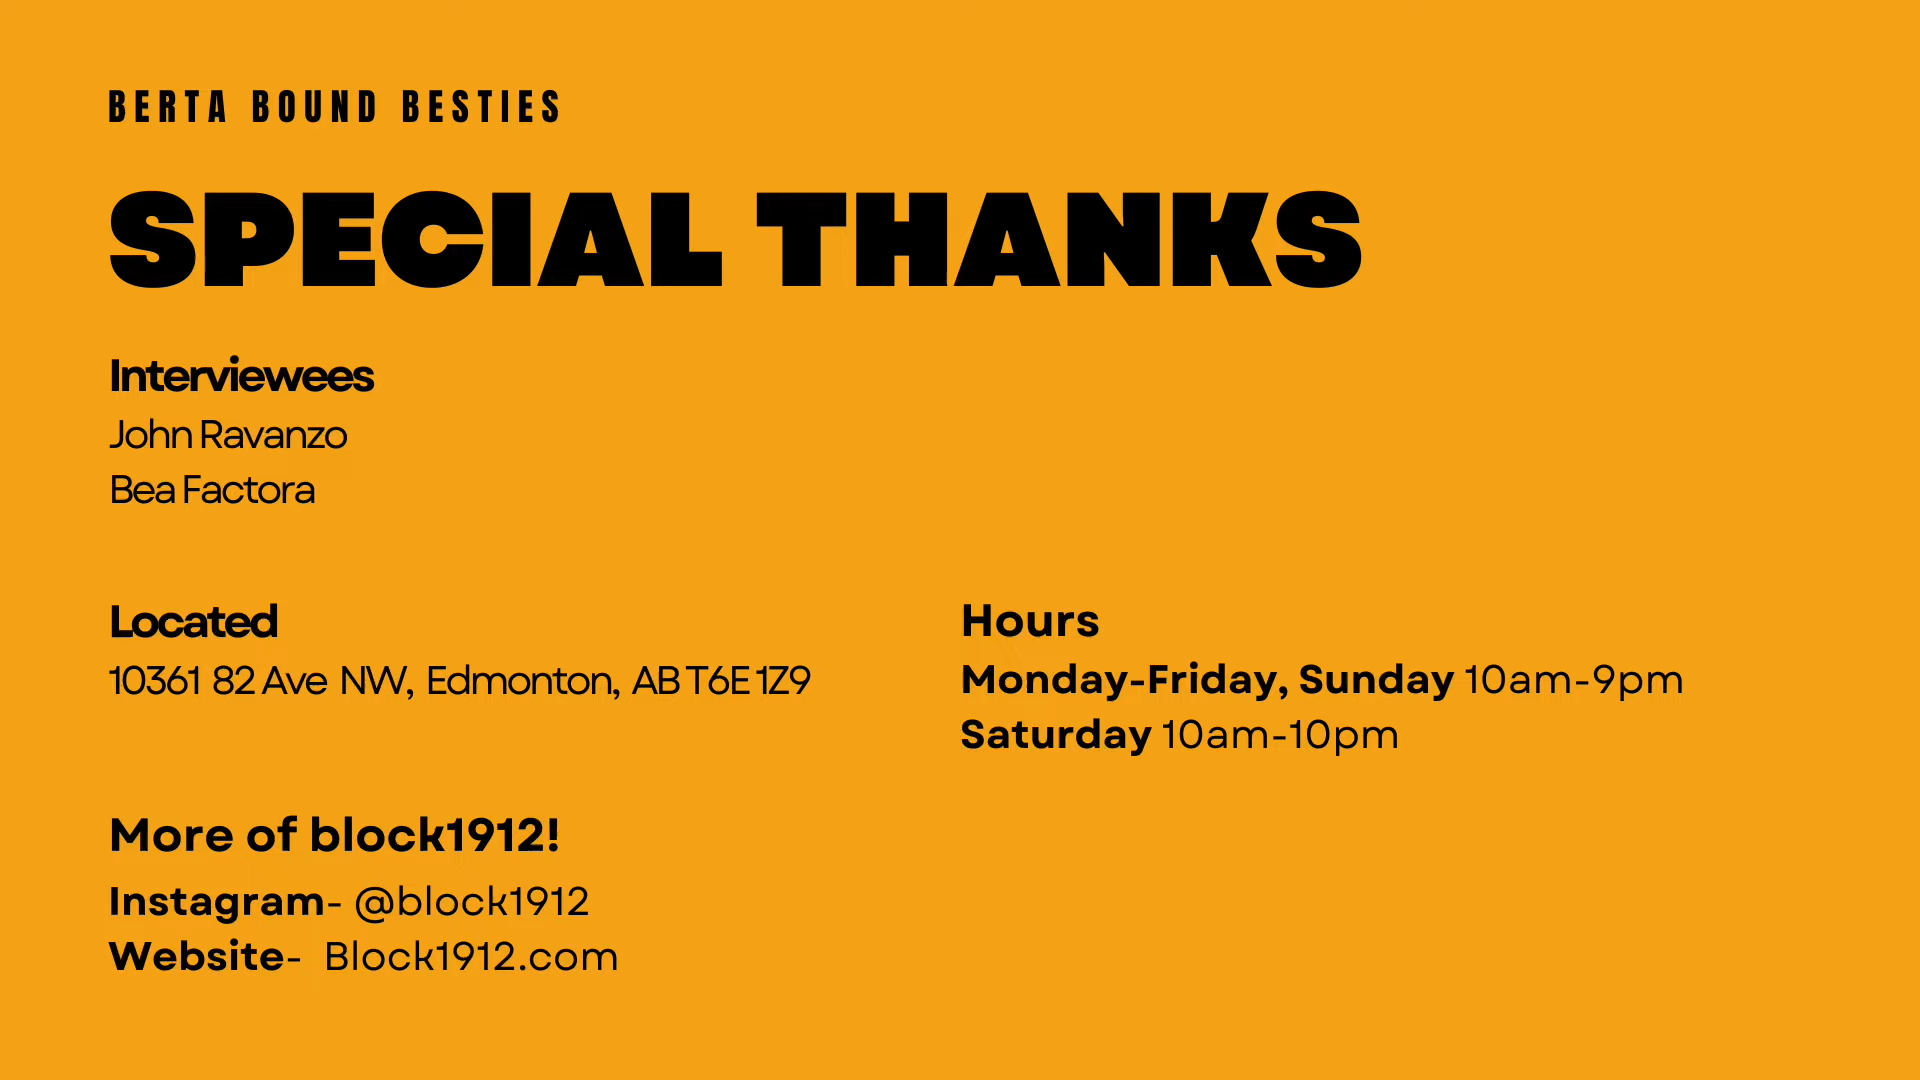 BERTA BOUND BESTIES
SPECIAL THANKS
Interviewees
John Ravanzo
Bea Factora
Located
10361 82 Ave NW, Edmonton, AB T6E 1Z9
Hours
Monday-Friday, Sunday 10am-9pm
Saturday 10am-10pm
More of block1912!
Instagram- @block1912
Website- Block1912.com